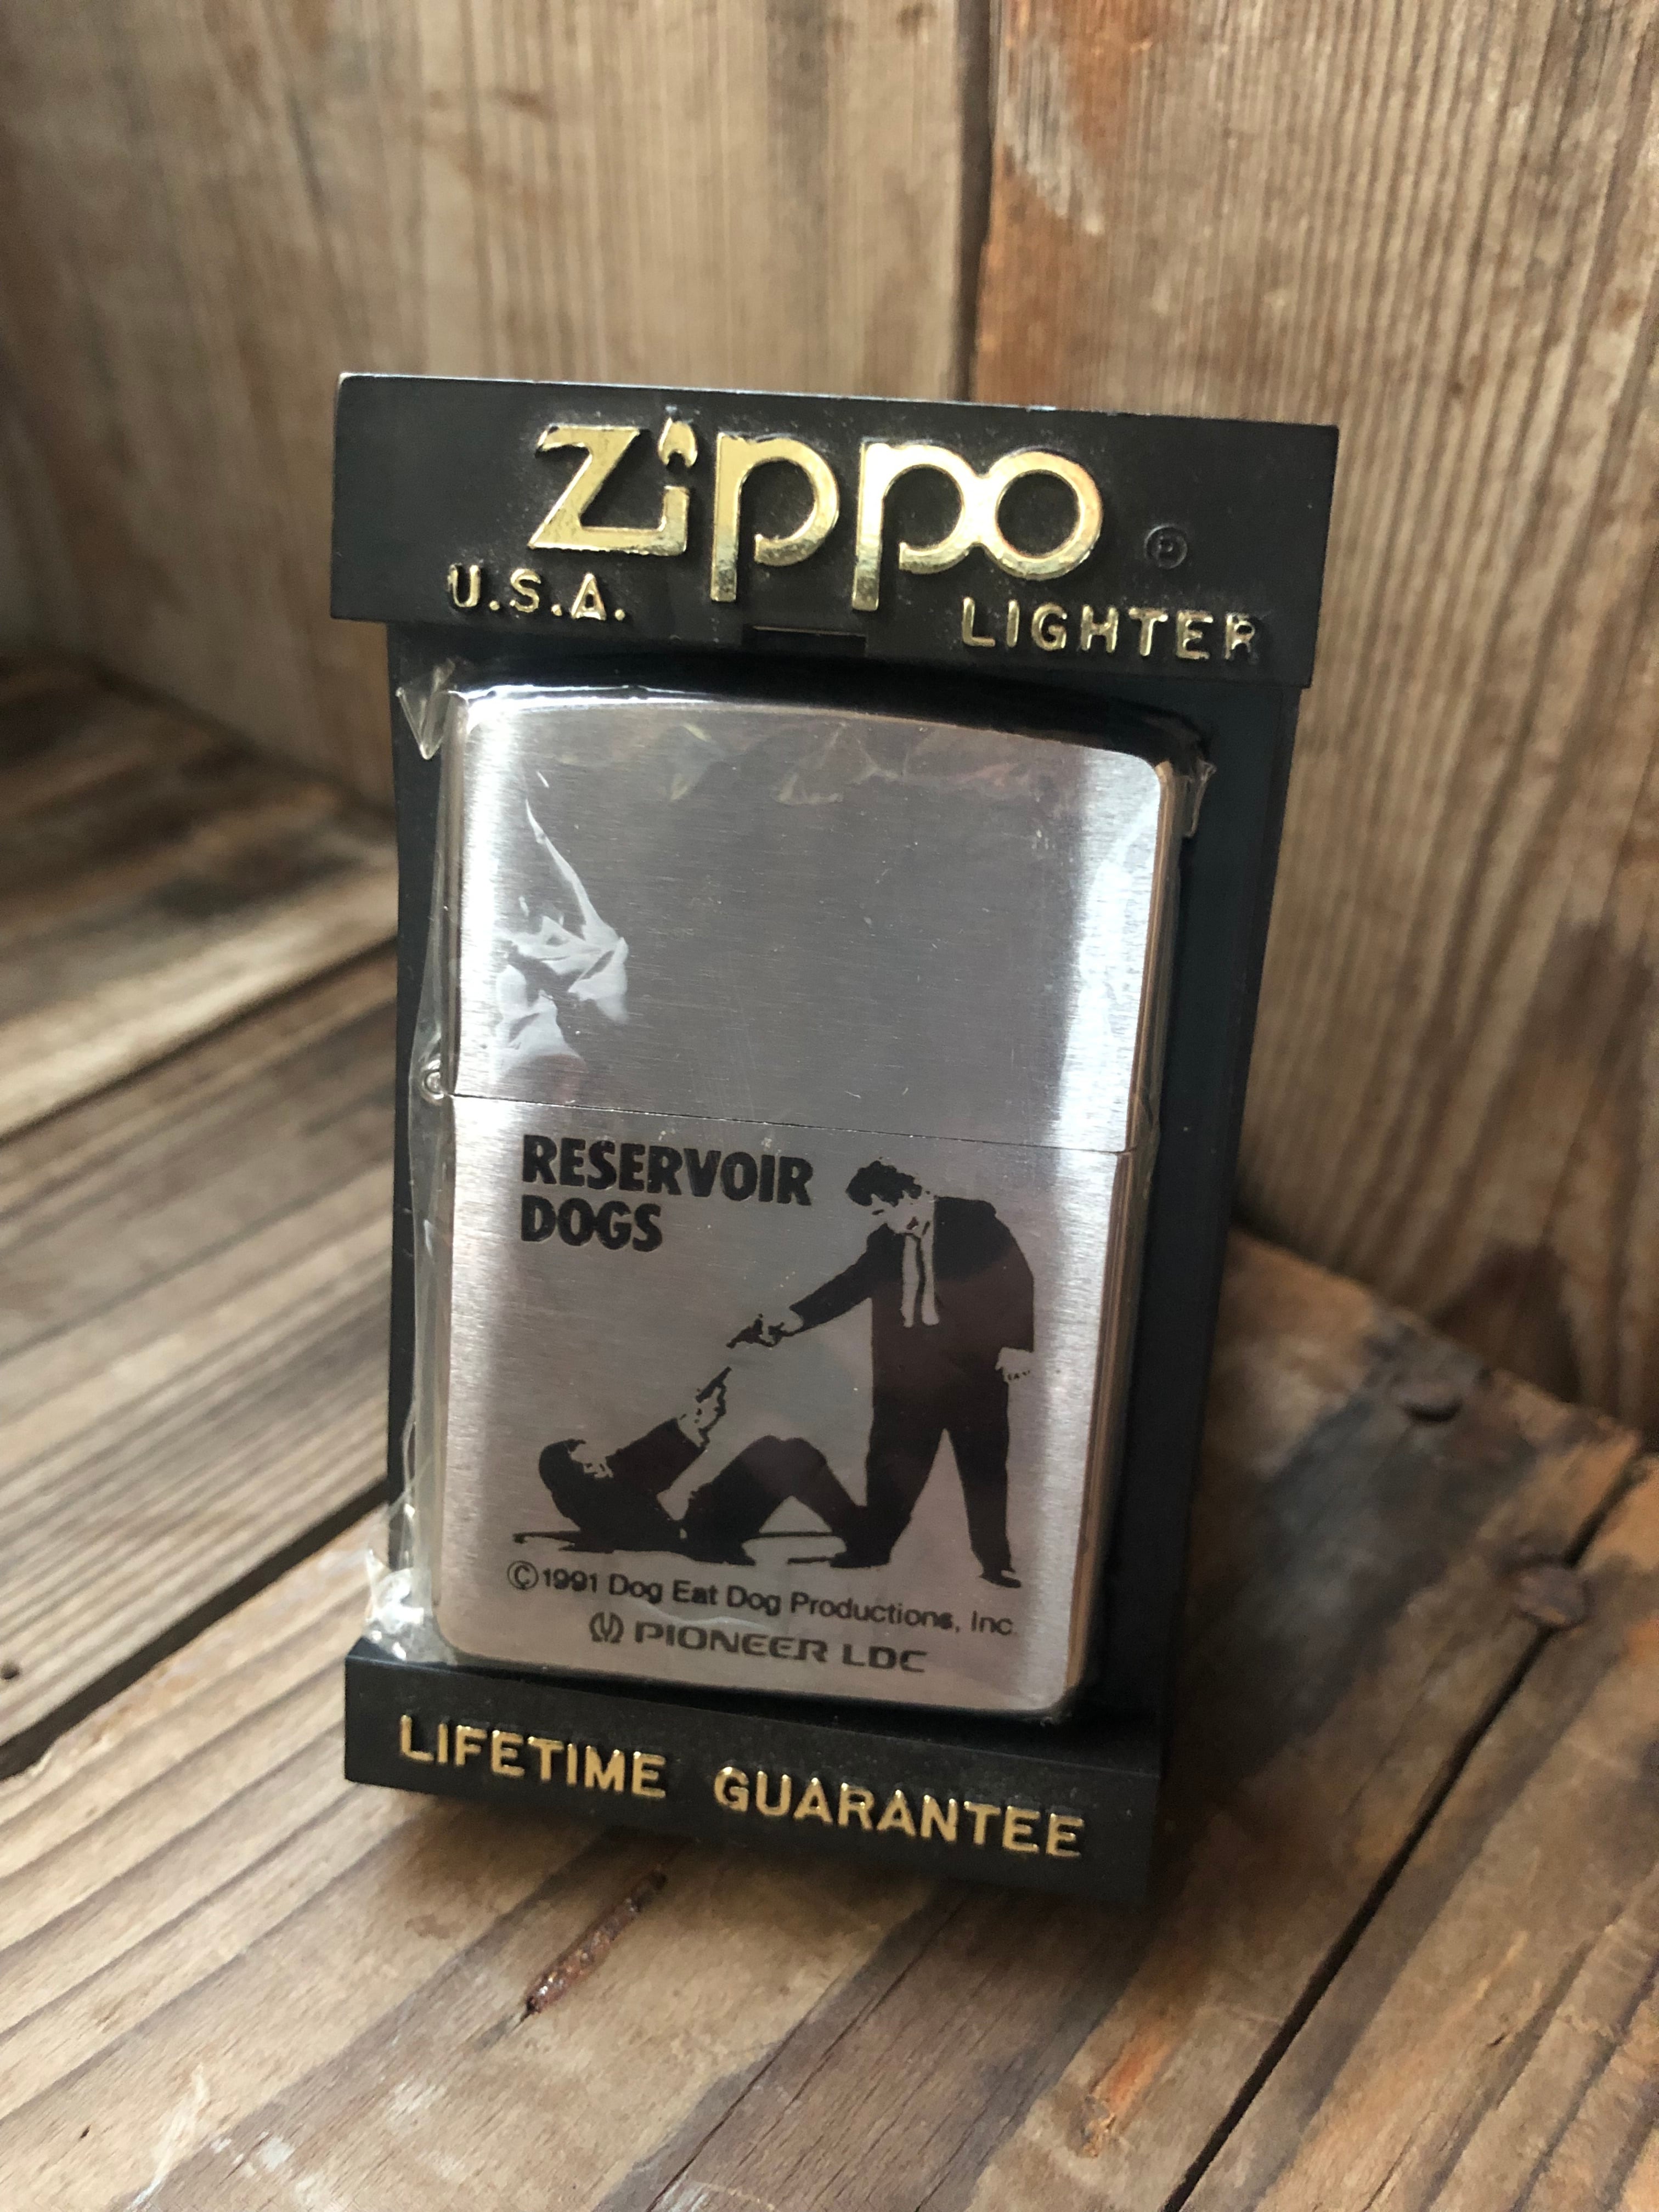 Zippo ®
U.S.A. LIGHTER
RESERVOIR
DOGS
©1991 Dog Eat Dog Productions, Inc.
PIONEER LDC
LIFETIME GUARANTEE